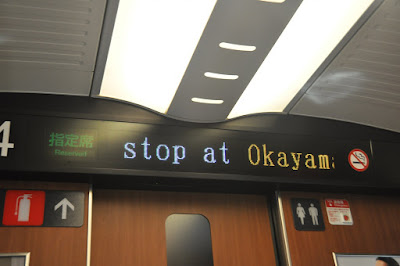 4
指定席
Reserved
stop at Okayama